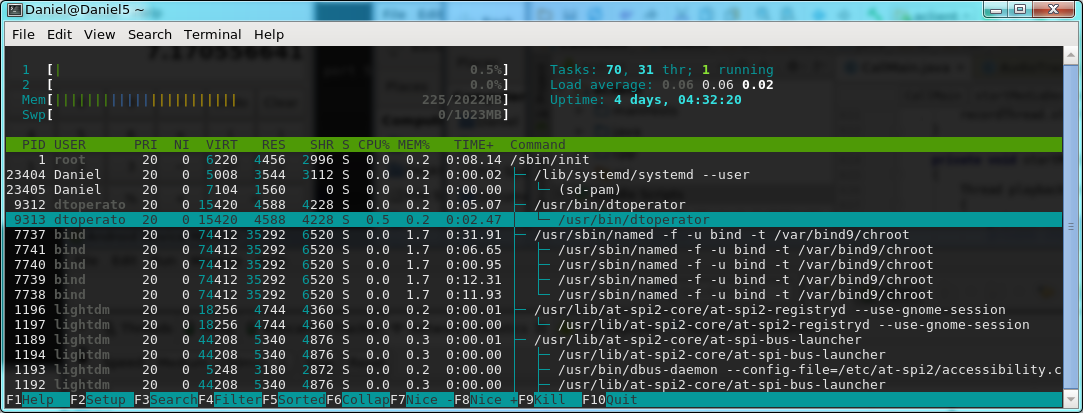 Daniel@Daniel5 ~
File Edit View Search Terminal Help
1 [| 0.5%] Tasks: 70, 31 thr; 1 running
2 [ 0.0%] Load average: 0.06 0.06 0.02
Mem[||||||||||||||||||||||| 225/2022MB] Uptime: 4 days, 04:32:20
Swp[ 0/1023MB]
PID USER PRI NI VIRT RES SHR S CPU% MEM% TIME+ Command
1 root 20 0 6220 4456 2996 S 0.0 0.2 0:08.14 /sbin/init
23404 Daniel 20 0 5008 3544 3112 S 0.0 0.2 0:00.02 ├─ /lib/systemd/systemd --user
23405 Daniel 20 0 7104 1560 0 S 0.0 0.1 0:00.00 │ └─ (sd-pam)
9312 dtoperato 20 0 15420 4588 4228 S 0.0 0.2 0:05.07 ├─ /usr/bin/dtoperator
9313 dtoperato 20 0 15420 4588 4228 S 0.5 0.2 0:02.47 │ └─ /usr/bin/dtoperator
7737 bind 20 0 74412 35292 6520 S 0.0 1.7 0:31.91 ├─ /usr/sbin/named -f -u bind -t /var/bind9/chroot
7741 bind 20 0 74412 35292 6520 S 0.0 1.7 0:06.65 │ ├─ /usr/sbin/named -f -u bind -t /var/bind9/chroot
7740 bind 20 0 74412 35292 6520 S 0.0 1.7 0:00.95 │ ├─ /usr/sbin/named -f -u bind -t /var/bind9/chroot
7739 bind 20 0 74412 35292 6520 S 0.0 1.7 0:12.31 │ ├─ /usr/sbin/named -f -u bind -t /var/bind9/chroot
7738 bind 20 0 74412 35292 6520 S 0.0 1.7 0:11.93 │ └─ /usr/sbin/named -f -u bind -t /var/bind9/chroot
1196 lightdm 20 0 18256 4744 4360 S 0.0 0.2 0:00.01 ├─ /usr/lib/at-spi2-core/at-spi2-registryd --use-gnome-session
1197 lightdm 20 0 18256 4744 4360 S 0.0 0.2 0:00.00 │ └─ /usr/lib/at-spi2-core/at-spi2-registryd --use-gnome-session
1189 lightdm 20 0 44208 5340 4876 S 0.0 0.3 0:00.01 ├─ /usr/lib/at-spi2-core/at-spi-bus-launcher
1194 lightdm 20 0 44208 5340 4876 S 0.0 0.3 0:00.00 │ ├─ /usr/lib/at-spi2-core/at-spi-bus-launcher
1193 lightdm 20 0 5248 3180 2872 S 0.0 0.2 0:00.00 │ ├─ /usr/bin/dbus-daemon --config-file=/etc/at-spi2/accessibility.c
1192 lightdm 20 0 44208 5340 4876 S 0.0 0.3 0:00.00 │ ├─ /usr/lib/at-spi2-core/at-spi-bus-launcher
F1Help F2Setup F3SearchF4FilterF5SortedF6CollapF7Nice -F8Nice +F9Kill F10Quit